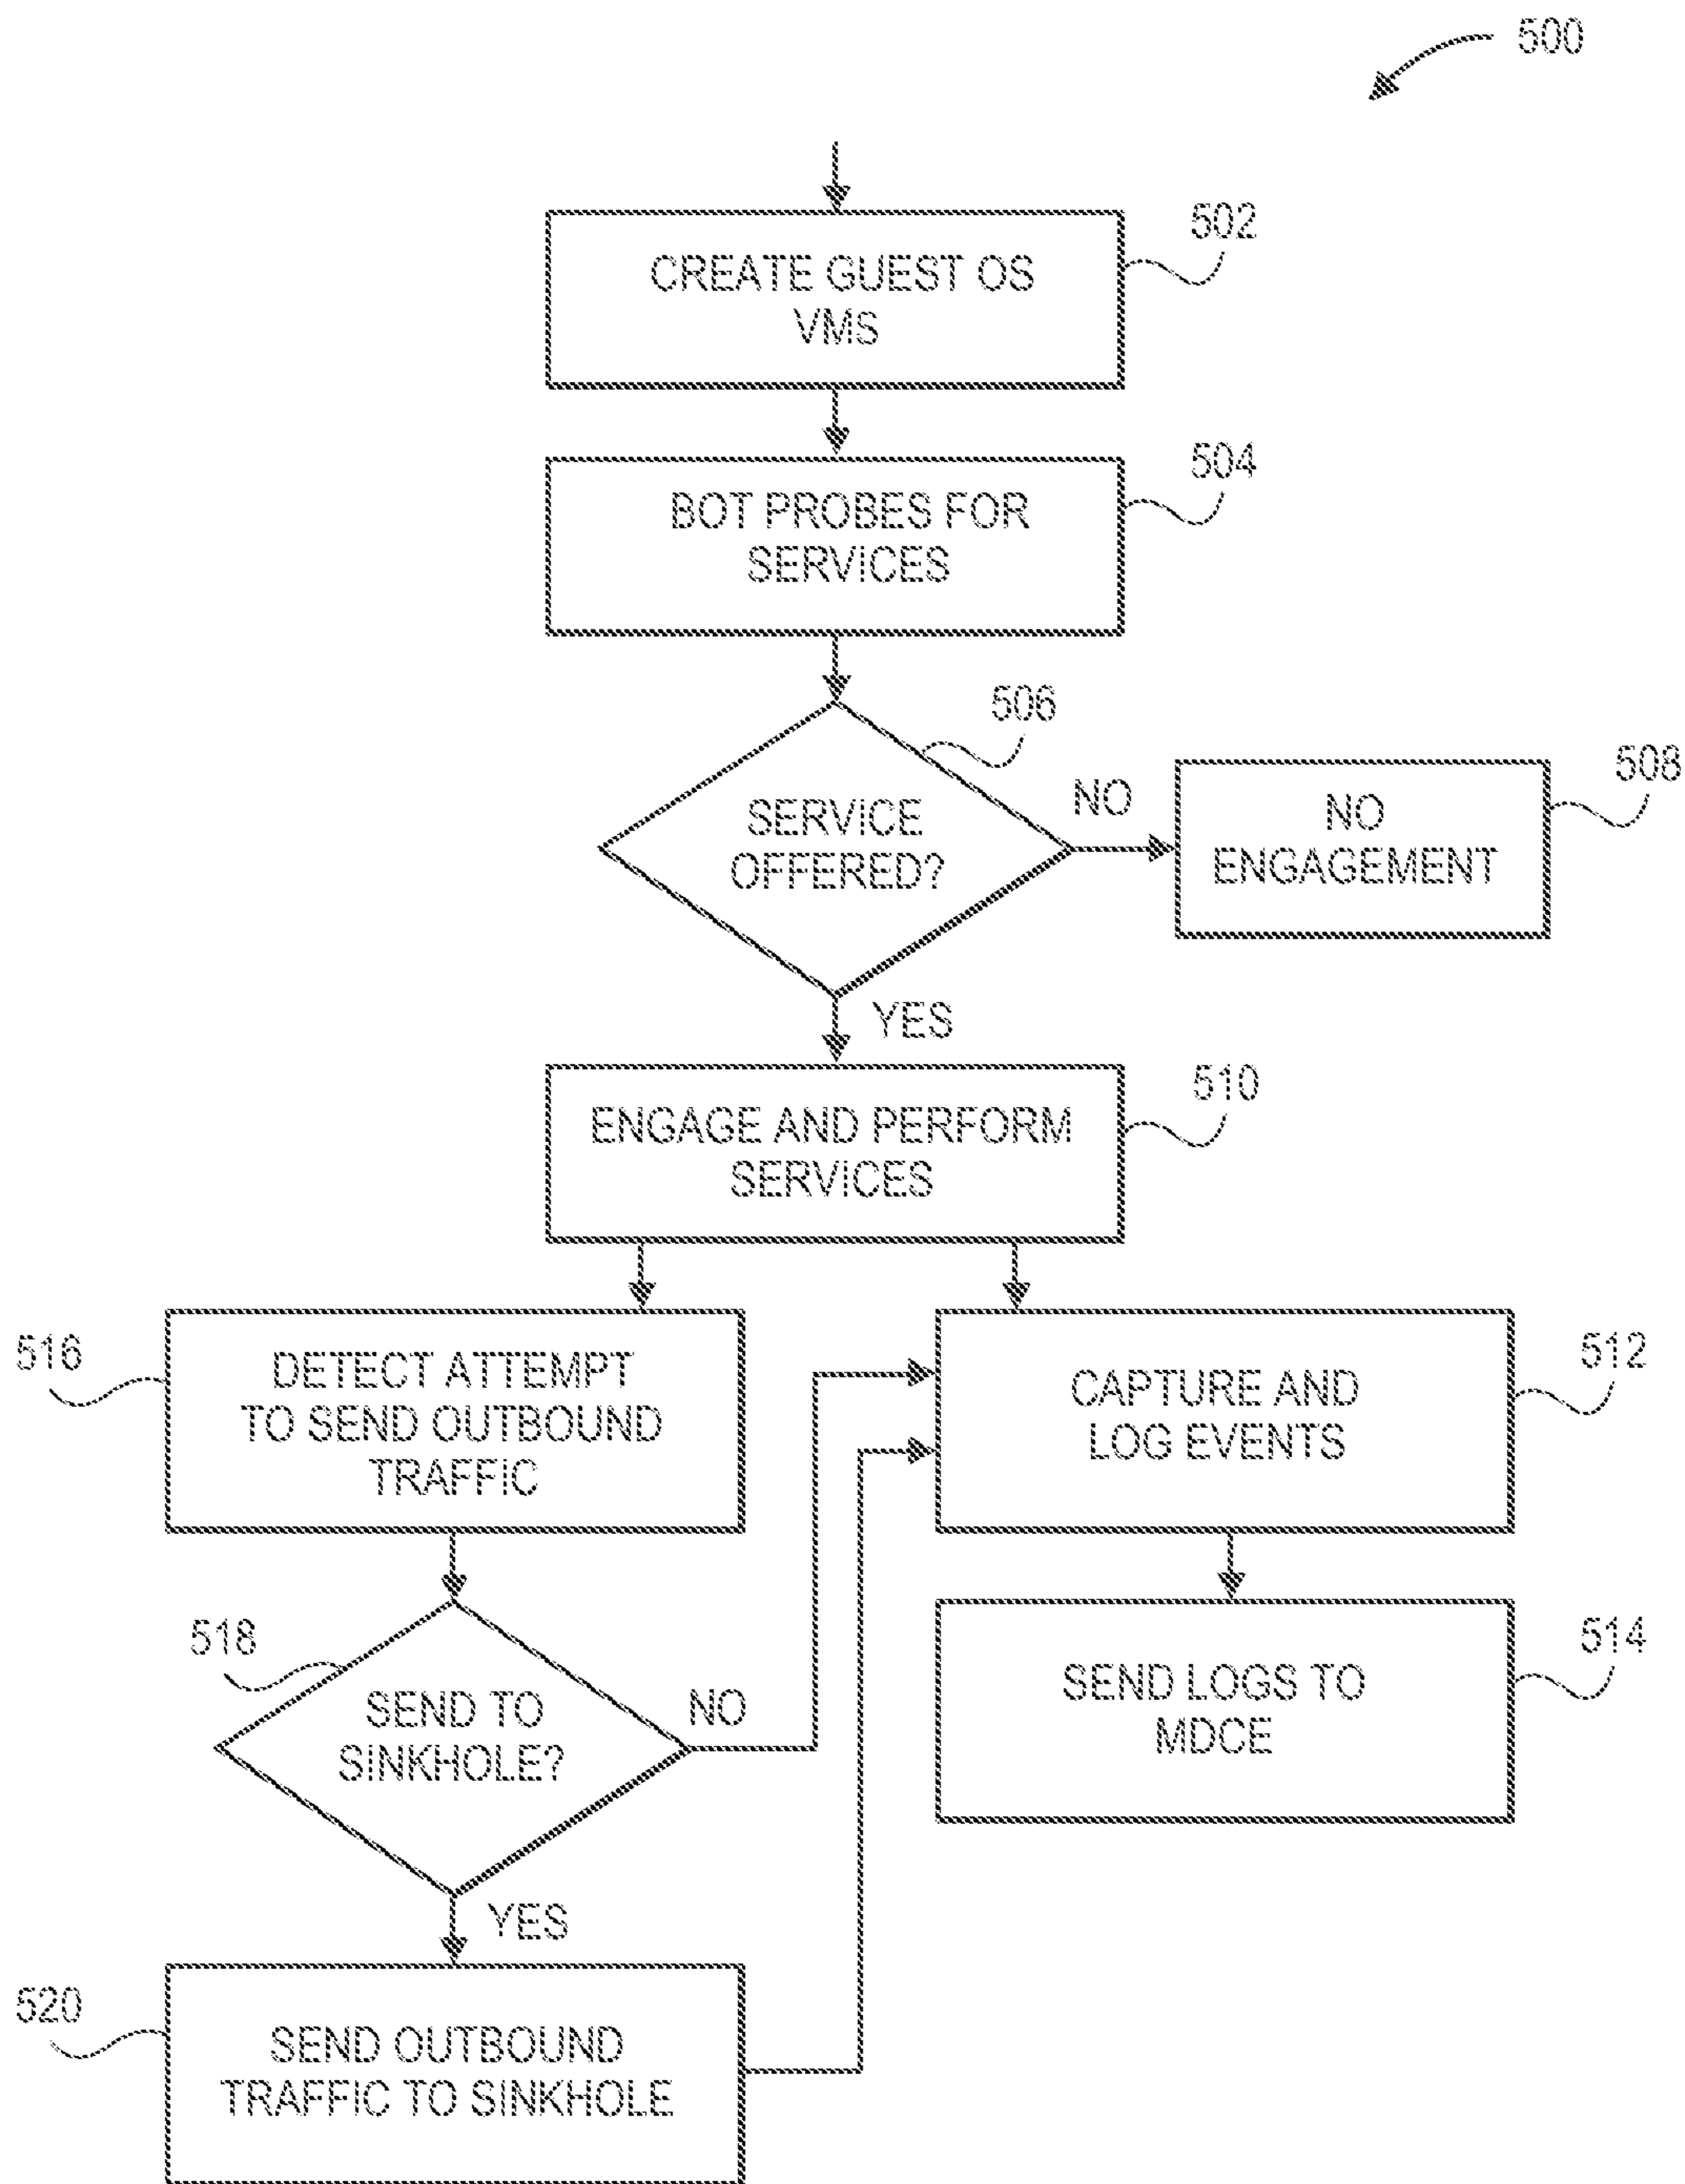 500
CREATE GUEST OS
VMS
502
BOT PROBES FOR
SERVICES
504
506
SERVICE
OFFERED?
NO
NO
ENGAGEMENT
508
YES
ENGAGE AND PERFORM
SERVICES
510
516
DETECT ATTEMPT
TO SEND OUTBOUND
TRAFFIC
CAPTURE AND
LOG EVENTS
512
518
SEND TO
SINKHOLE?
NO
SEND LOGS TO
MDCE
514
YES
520
SEND OUTBOUND
TRAFFIC TO SINKHOLE